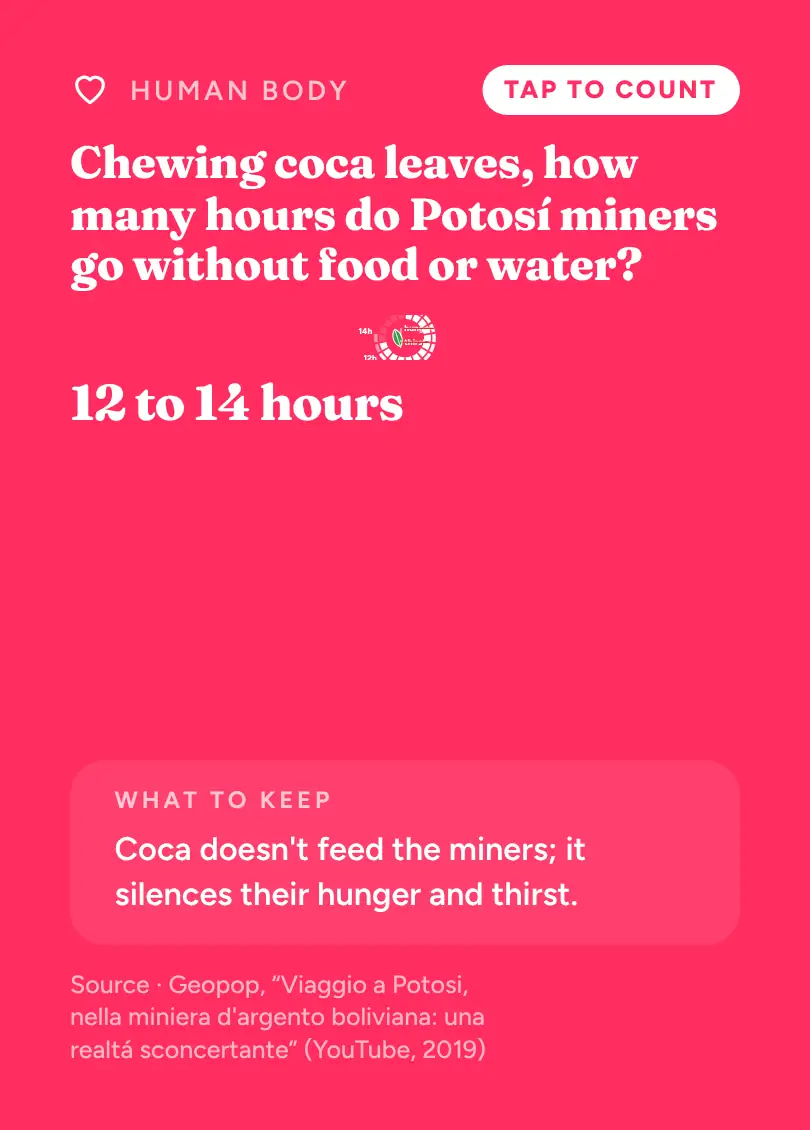 HUMAN BODY
TAP TO COUNT
Chewing coca leaves, how
many hours do Potosí miners
go without food or water?
14h
12h
12 to 14 hours
WHAT TO KEEP
Coca doesn't feed the miners; it
silences their hunger and thirst.
Source · Geopop, “Viaggio a Potosi,
nella miniera d'argento boliviana: una
realtá sconcertante” (YouTube, 2019)